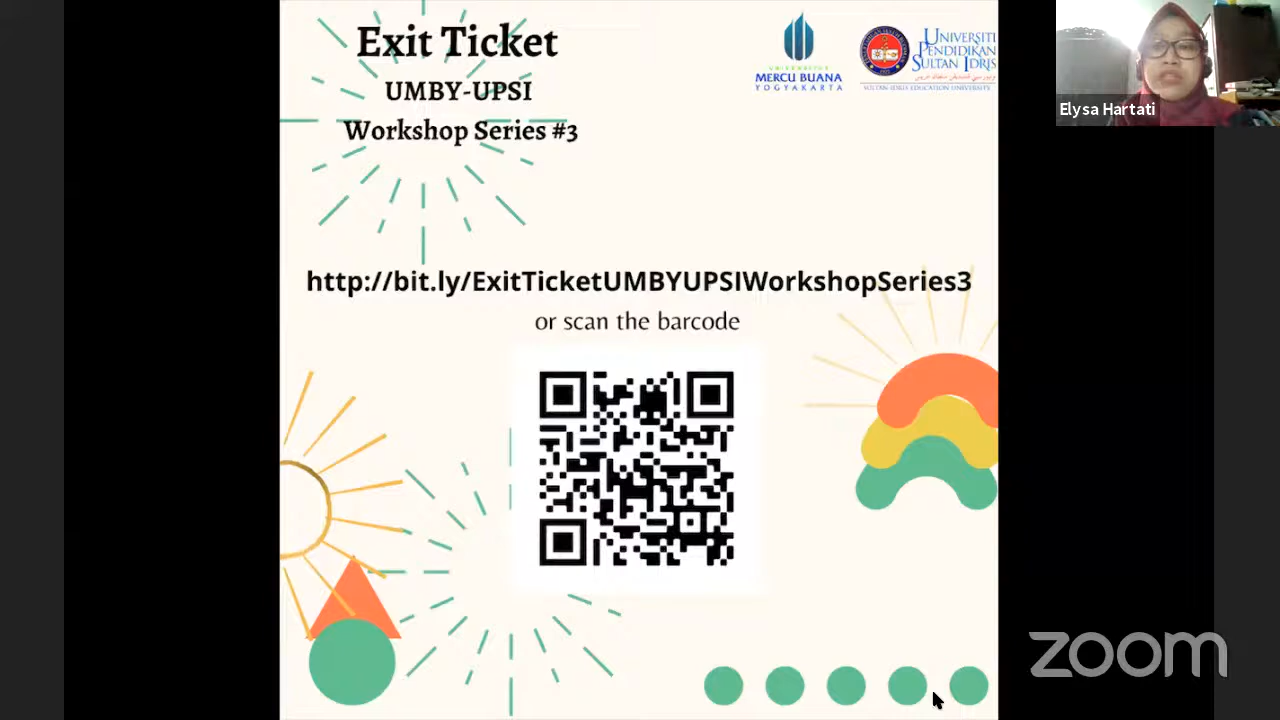 Exit Ticket
UMBY-UPSI
Workshop Series #3
UNIVERSITAS
MERCU BUANA
YOGYAKARTA
UNIVERSITI
PENDIDIKAN
SULTAN IDRIS
SULTAN IDRIS EDUCATION UNIVERSITY
Elysa Hartati
http://bit.ly/ExitTicketUMBYUPSIWorkshopSeries3
or scan the barcode
zoom